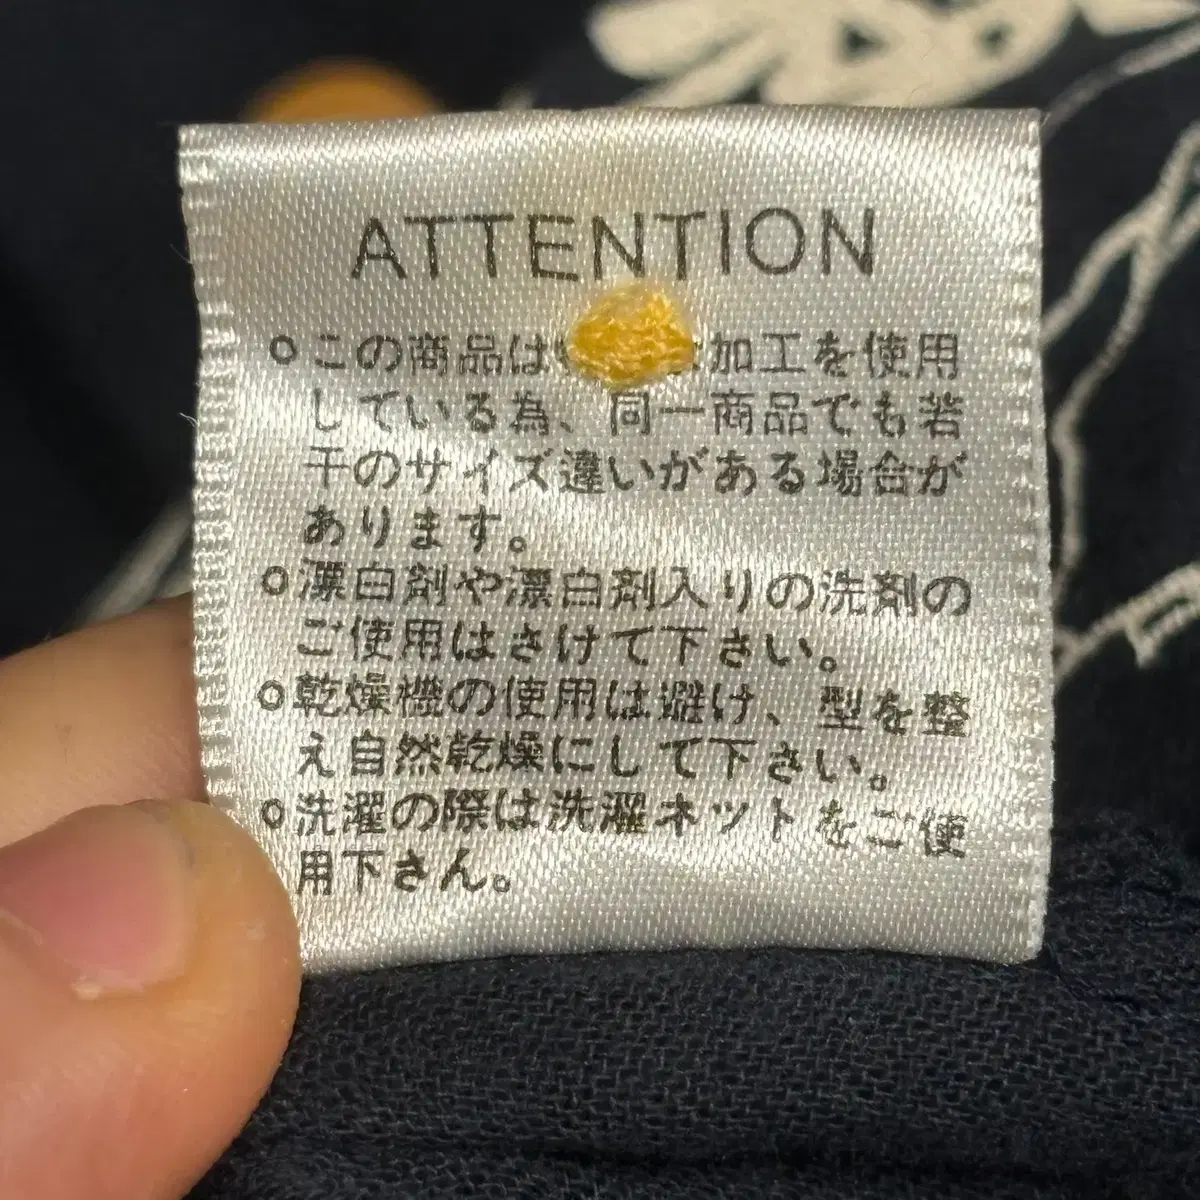 ATTENTION
○この商品は 加工を使用
している為、同一商品でも若
干のサイズ違いがある場合が
あります。
○漂白剤や漂白剤入りの洗剤の
ご使用はさけて下さい。
○乾燥機の使用は避け、型を整
え自然乾燥にして下さい。
○洗濯の際は洗濯ネットをご使
用下さん。